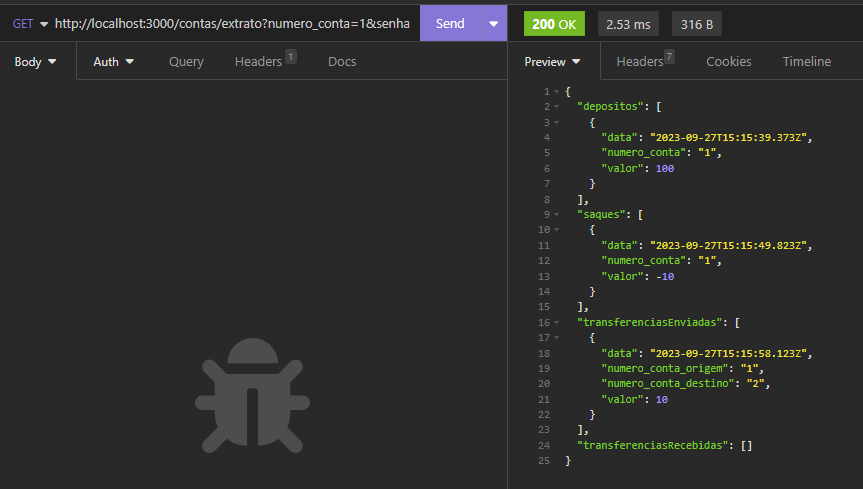 GET http://localhost:3000/contas/extrato?numero_conta=1&senha Send
200 OK 2.53 ms 316 B
Body Auth Query Headers 1 Docs
Preview Headers 7 Cookies Timeline
1 {
2 "depositos": [
3 {
4 "data": "2023-09-27T15:15:39.373Z",
5 "numero_conta": "1",
6 "valor": 100
7 }
8 ],
9 "saques": [
10 {
11 "data": "2023-09-27T15:15:49.823Z",
12 "numero_conta": "1",
13 "valor": -10
14 }
15 ],
16 "transferenciasEnviadas": [
17 {
18 "data": "2023-09-27T15:15:58.123Z",
19 "numero_conta_origem": "1",
20 "numero_conta_destino": "2",
21 "valor": 10
22 }
23 ],
24 "transferenciasRecebidas": []
25 }